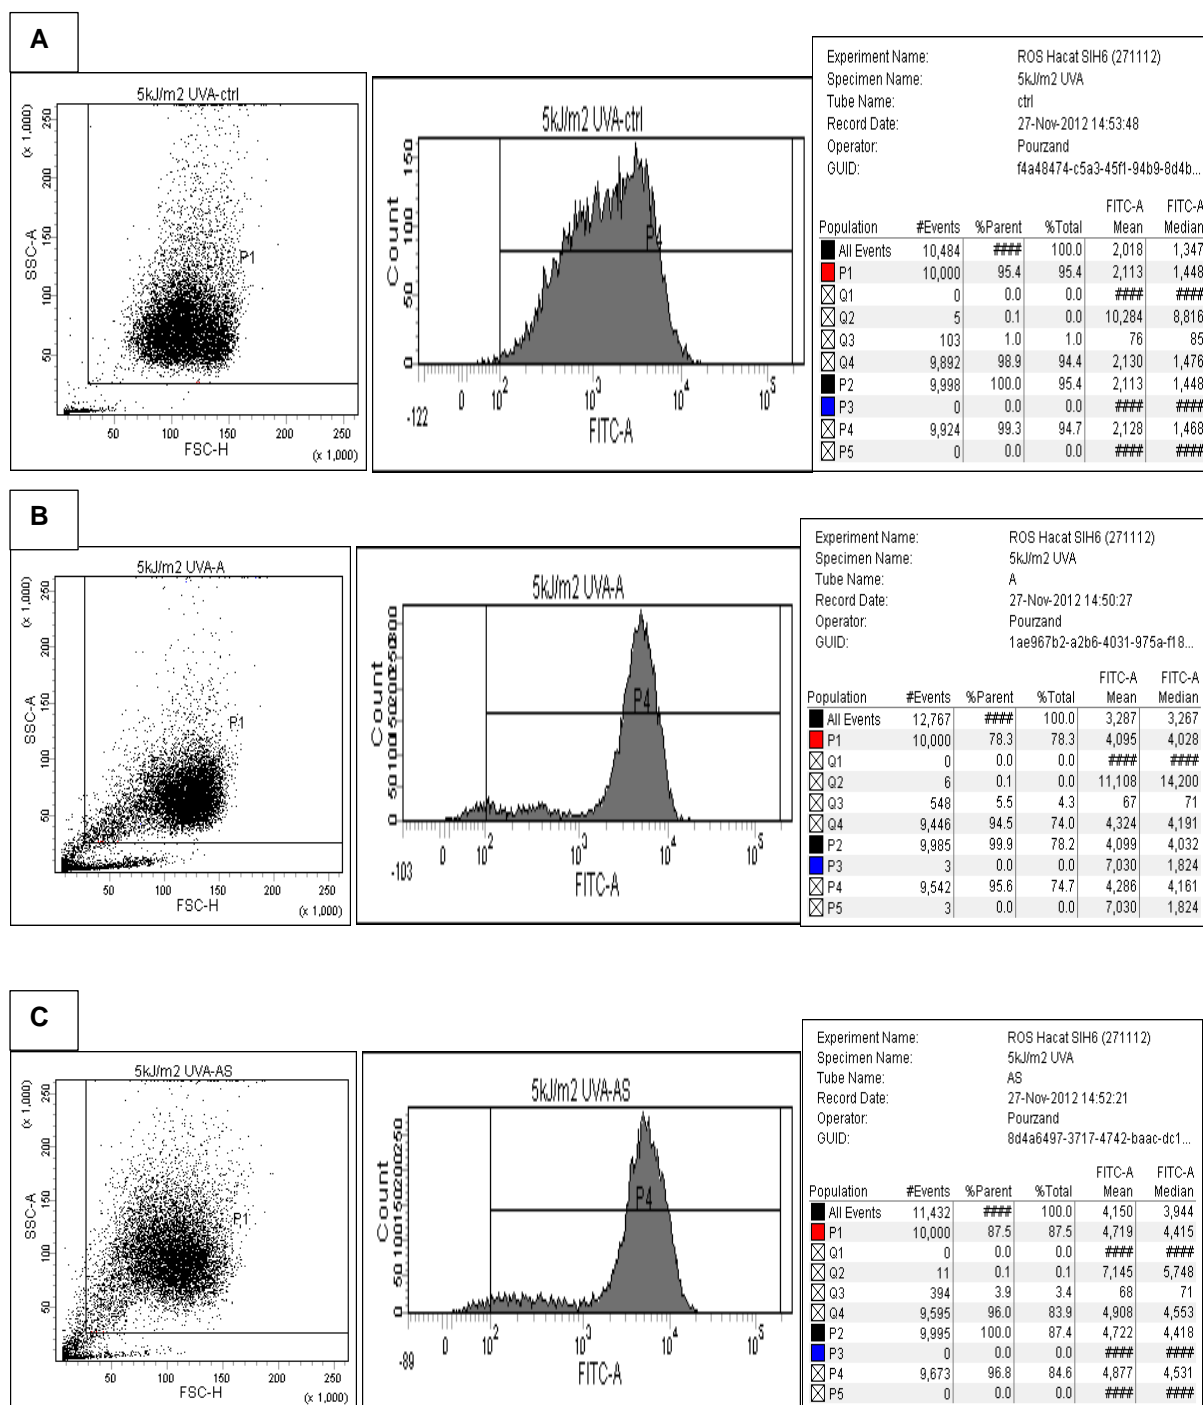 A
5kJ/m2 UVA-ctrl
(x 1,000)
SSC-A
250
200
150
100
50
P1
50 100 150 200 250
FSC-H
(x 1,000)
5kJ/m2 UVA-ctrl
Count
150
100
50
0
-122
0 10^2 10^3 10^4 10^5
FITC-A
Experiment Name: ROS Hacat SIH6 (271112)
Specimen Name: 5kJ/m2 UVA
Tube Name: ctrl
Record Date: 27-Nov-2012 14:53:48
Operator: Pourzand
GUID: f4a48474-c5a3-45f1-94b9-8d4b...
FITC-A FITC-A
Population #Events %Parent %Total Mean Median
All Events 10,484 #### 100.0 2,018 1,347
P1 10,000 95.4 95.4 2,113 1,448
Q1 0 0.0 0.0 #### ####
Q2 5 0.1 0.0 10,284 8,816
Q3 103 1.0 1.0 76 85
Q4 9,892 98.9 94.4 2,130 1,476
P2 9,998 100.0 95.4 2,113 1,448
P3 0 0.0 0.0 #### ####
P4 9,924 99.3 94.7 2,128 1,468
P5 0 0.0 0.0 #### ####
B
5kJ/m2 UVA-A
(x 1,000)
SSC-A
250
200
150
100
50
P1
50 100 150 200 250
FSC-H
(x 1,000)
5kJ/m2 UVA-A
Count
300
250
200
150
100
50
0
P4
-103
0 10^2 10^3 10^4 10^5
FITC-A
Experiment Name: ROS Hacat SIH6 (271112)
Specimen Name: 5kJ/m2 UVA
Tube Name: A
Record Date: 27-Nov-2012 14:50:27
Operator: Pourzand
GUID: 1ae967b2-a2b6-4031-975a-f18...
FITC-A FITC-A
Population #Events %Parent %Total Mean Median
All Events 12,767 #### 100.0 3,287 3,267
P1 10,000 78.3 78.3 4,095 4,028
Q1 0 0.0 0.0 #### ####
Q2 6 0.1 0.0 11,108 14,200
Q3 548 5.5 4.3 67 71
Q4 9,446 94.5 74.0 4,324 4,191
P2 9,985 99.9 78.2 4,099 4,032
P3 3 0.0 0.0 7,030 1,824
P4 9,542 95.6 74.7 4,286 4,161
P5 3 0.0 0.0 7,030 1,824
C
5kJ/m2 UVA-AS
(x 1,000)
SSC-A
250
200
150
100
50
P1
50 100 150 200 250
FSC-H
(x 1,000)
5kJ/m2 UVA-AS
Count
250
200
150
100
50
0
P4
-89
0 10^2 10^3 10^4 10^5
FITC-A
Experiment Name: ROS Hacat SIH6 (271112)
Specimen Name: 5kJ/m2 UVA
Tube Name: AS
Record Date: 27-Nov-2012 14:52:21
Operator: Pourzand
GUID: 8d4a6497-3717-4742-baac-dc1...
FITC-A FITC-A
Population #Events %Parent %Total Mean Median
All Events 11,432 #### 100.0 4,150 3,944
P1 10,000 87.5 87.5 4,719 4,415
Q1 0 0.0 0.0 #### ####
Q2 11 0.1 0.1 7,145 5,748
Q3 394 3.9 3.4 68 71
Q4 9,595 96.0 83.9 4,908 4,553
P2 9,995 100.0 87.4 4,722 4,418
P3 0 0.0 0.0 #### ####
P4 9,673 96.8 84.6 4,877 4,531
P5 0 0.0 0.0 #### ####